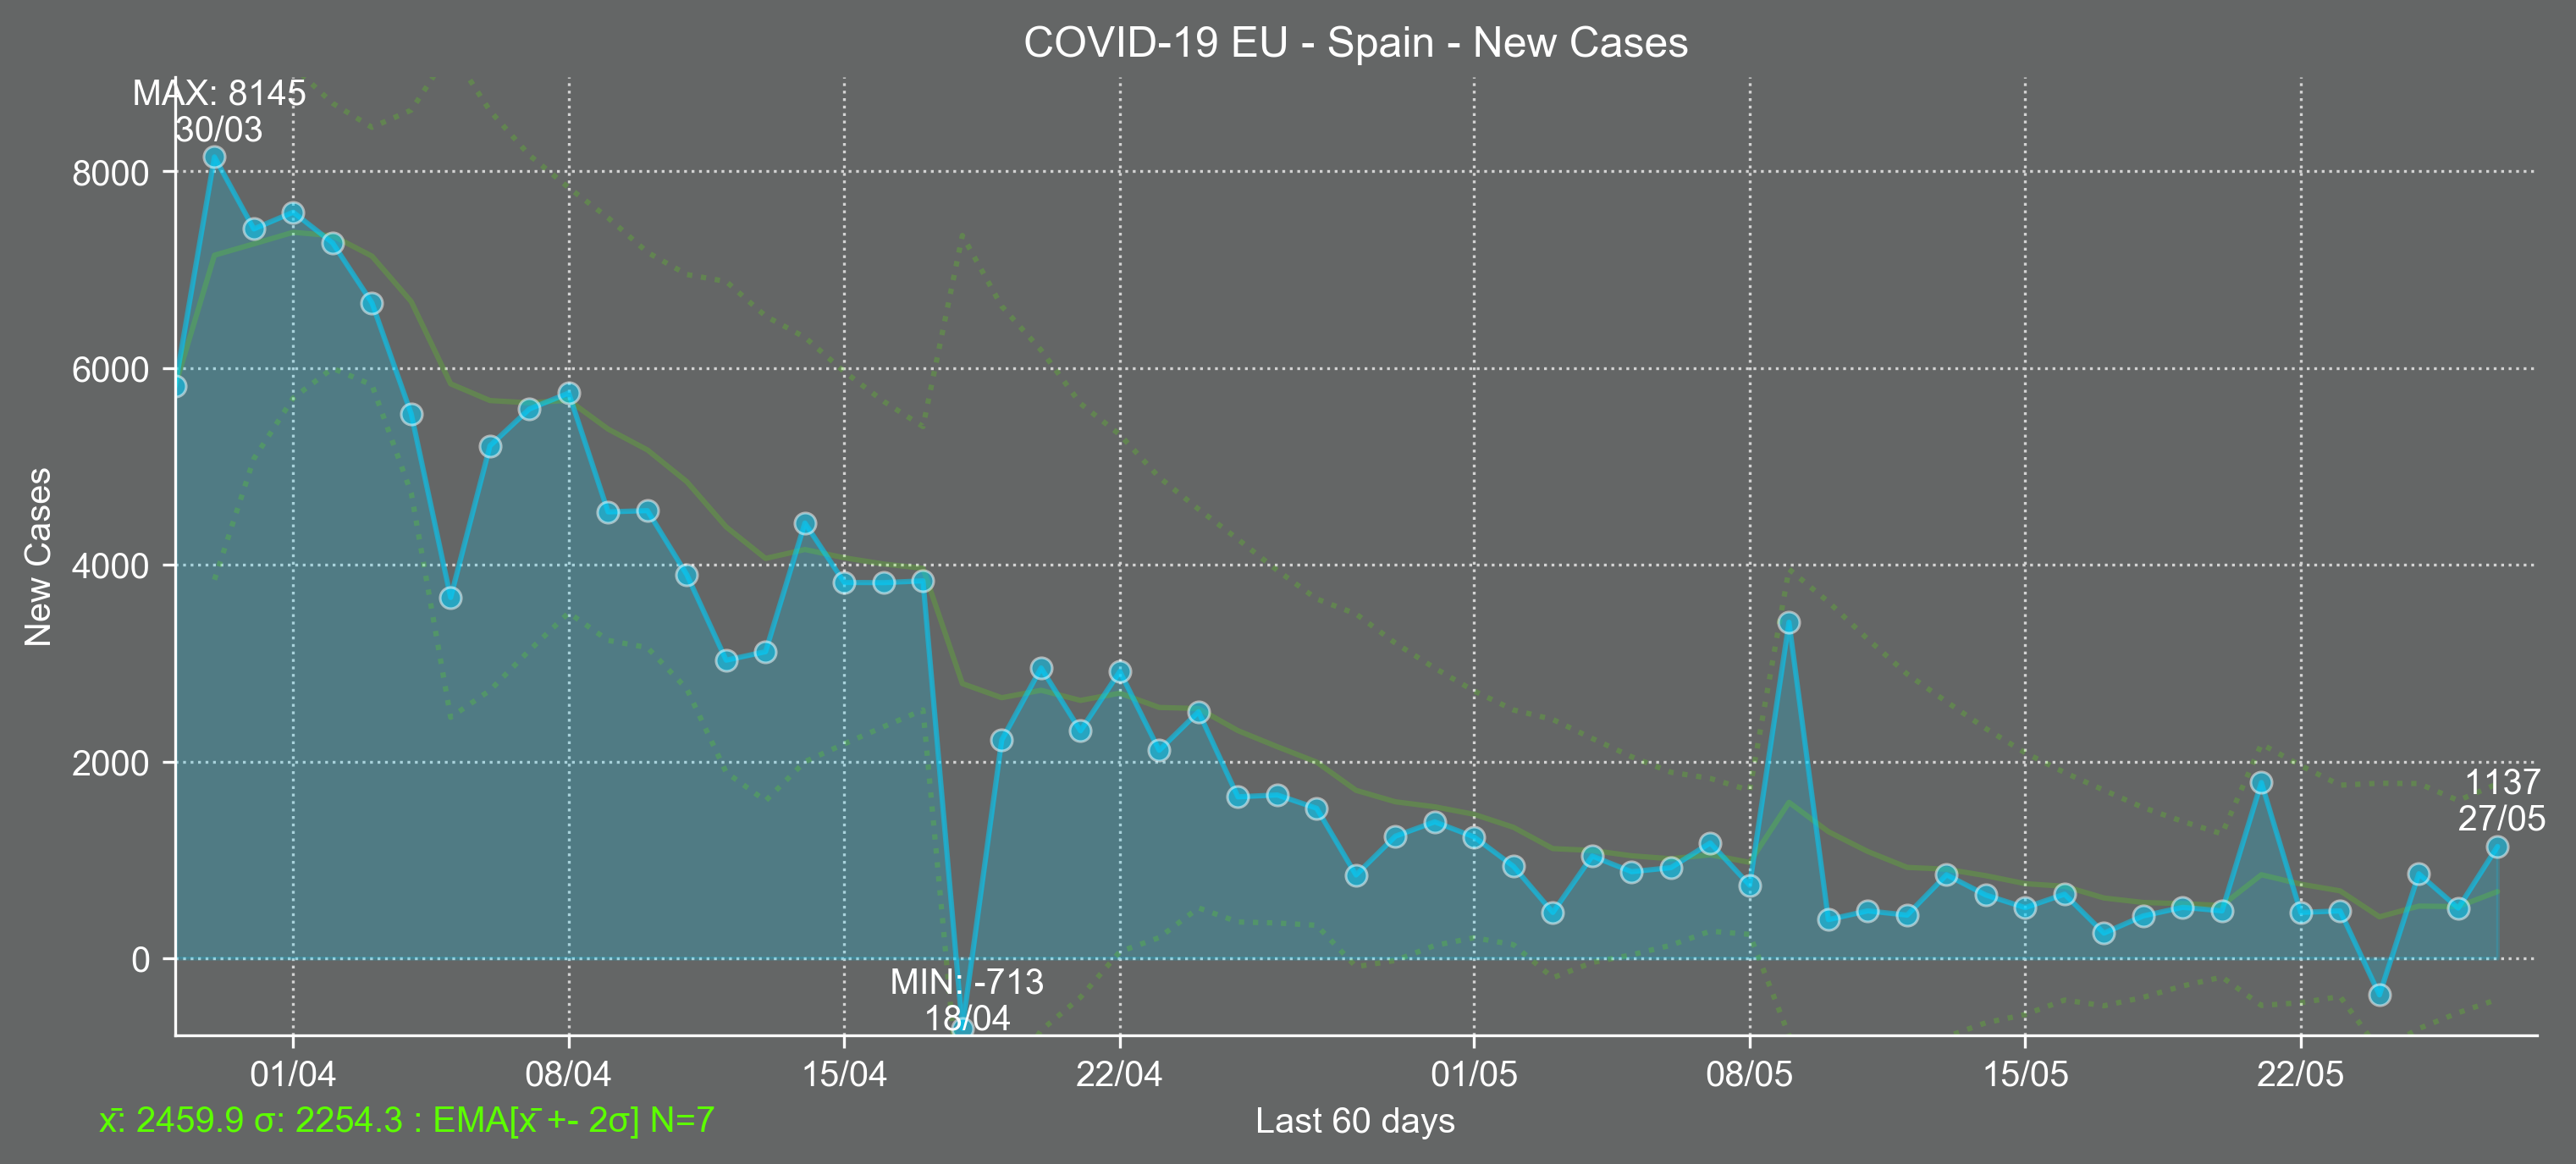 COVID-19 EU - Spain - New Cases
MAX: 8145
30/03
8000
6000
4000
2000
0
New Cases
MIN: -713
18/04
1137
27/05
01/04
08/04
15/04
22/04
01/05
08/05
15/05
22/05
x̄: 2459.9 σ: 2254.3 : EMA[x̄ +- 2σ] N=7
Last 60 days